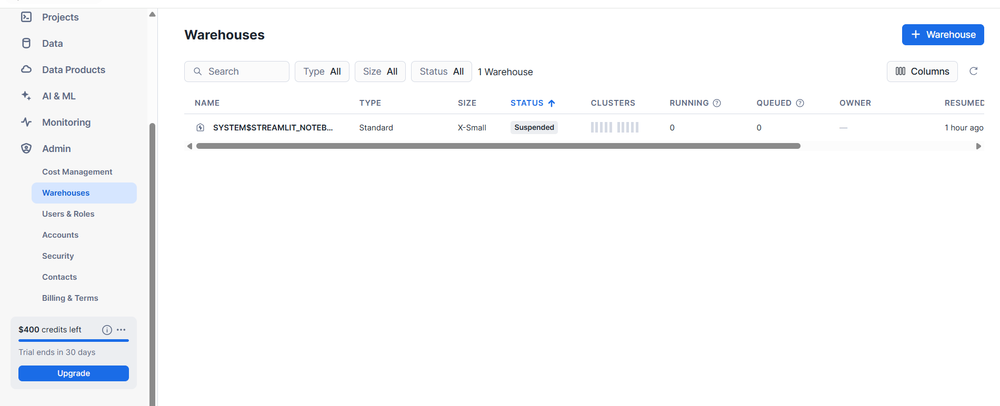 Projects
Data
Data Products
AI & ML
Monitoring
Admin
Cost Management
Warehouses
Users & Roles
Accounts
Security
Contacts
Billing & Terms
$400 credits left
Trial ends in 30 days
Upgrade
Warehouses
+ Warehouse
Search Type All Size All Status All 1 Warehouse Columns
NAME TYPE SIZE STATUS CLUSTERS RUNNING QUEUED OWNER RESUMED
SYSTEM$STREAMLIT_NOTEB... Standard X-Small Suspended 0 0 — 1 hour ago